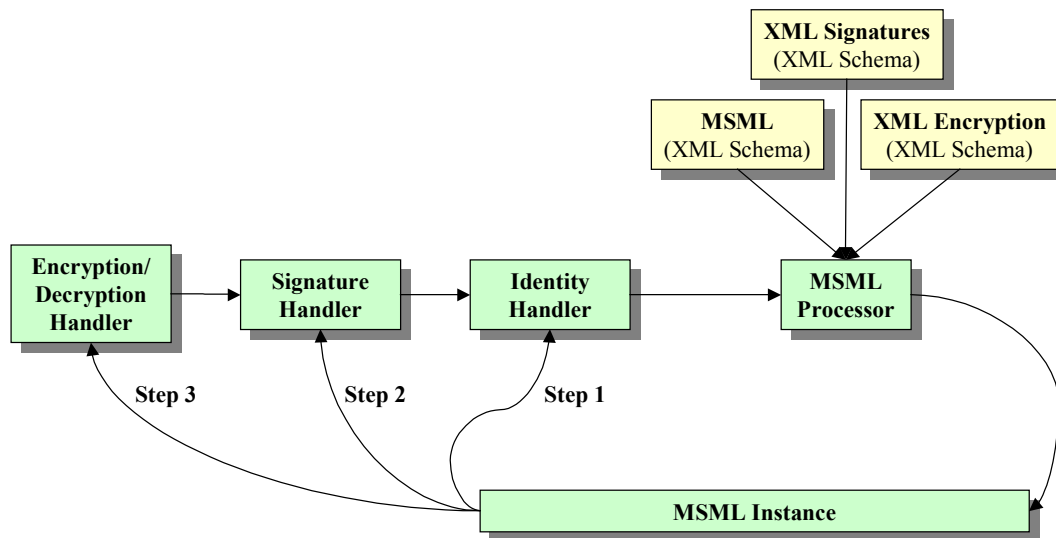 XML Signatures
(XML Schema)
MSML
(XML Schema)
XML Encryption
(XML Schema)
Encryption/
Decryption
Handler
Signature
Handler
Identity
Handler
MSML
Processor
Step 3
Step 2
Step 1
MSML Instance